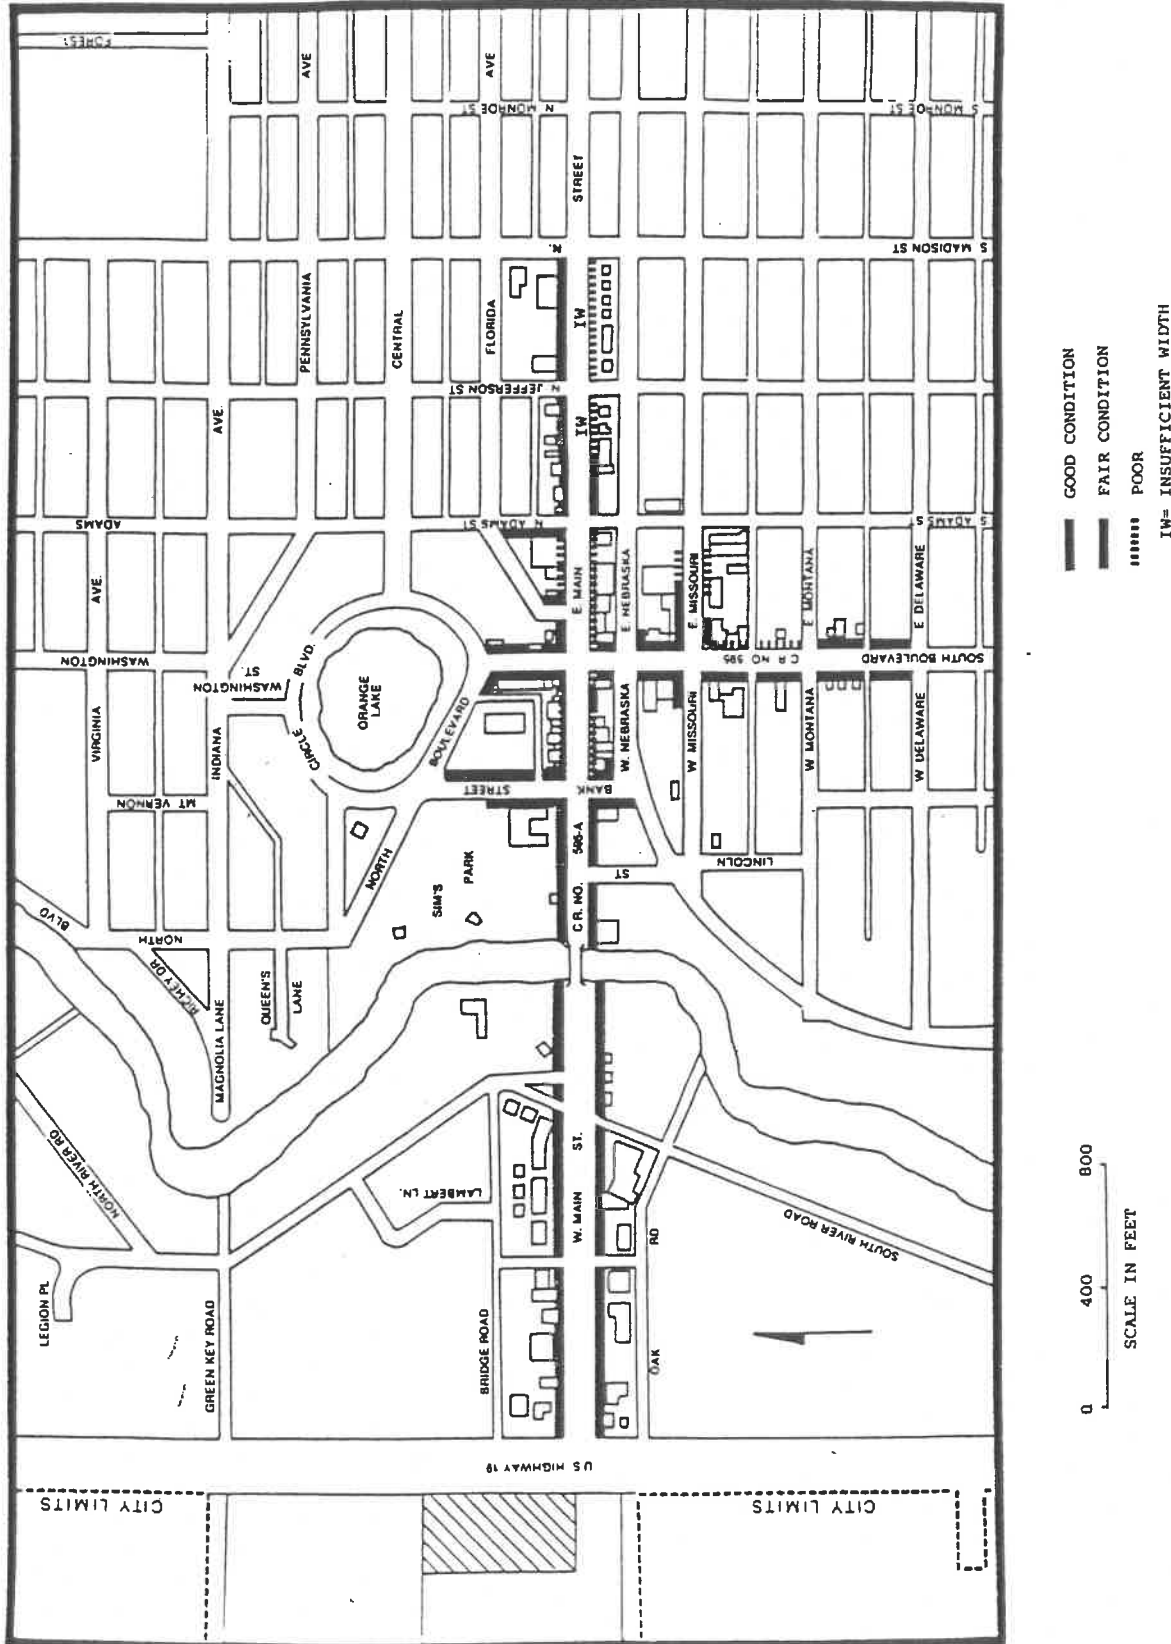 FOREST
AVE
AVE
N MONROE ST
S MONROE ST
STREET
N.
S MADISON ST
PENNSYLVANIA
CENTRAL
FLORIDA
IW
N JEFFERSON ST
AVE.
IW
ADAMS
N ADAMS ST
S ADAMS ST
AVE.
E. MAIN
E. NEBRASKA
E. MISSOURI
E. MONTANA
E. DELAWARE
WASHINGTON
WASHINGTON
ST.
BLVD.
CIRCLE
ORANGE
LAKE
C R NO 595
SOUTH BOULEVARD
VIRGINIA
INDIANA
BOULEVARD
W. NEBRASKA
W MISSOURI
W MONTANA
W DELAWARE
MT VERNON
STREET
BANK
NORTH
SIM'S
PARK
595-A
C.R. NO.
ST
LINCOLN
BLVD
NORTH
RICHEY DR
MAGNOLIA LANE
QUEEN'S
LANE
NORTH RIVER RD
LAMBERT LN.
ST.
W. MAIN
RD
SOUTH RIVER ROAD
LEGION PL
GREEN KEY ROAD
BRIDGE ROAD
OAK
U S HIGHWAY 19
CITY LIMITS
CITY LIMITS
GOOD CONDITION
FAIR CONDITION
POOR
IW= INSUFFICIENT WIDTH
0 400 800
SCALE IN FEET